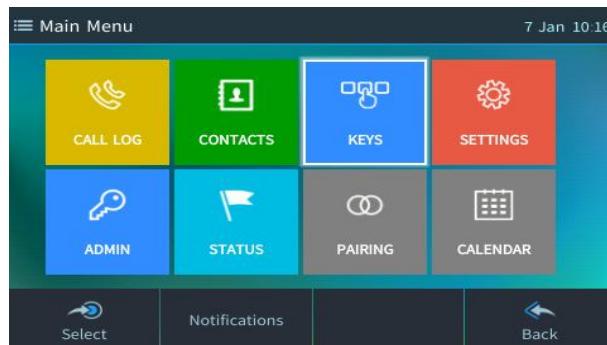 Main Menu 7 Jan 10:16
CALL LOG CONTACTS KEYS SETTINGS
ADMIN STATUS PAIRING CALENDAR
Select Notifications Back